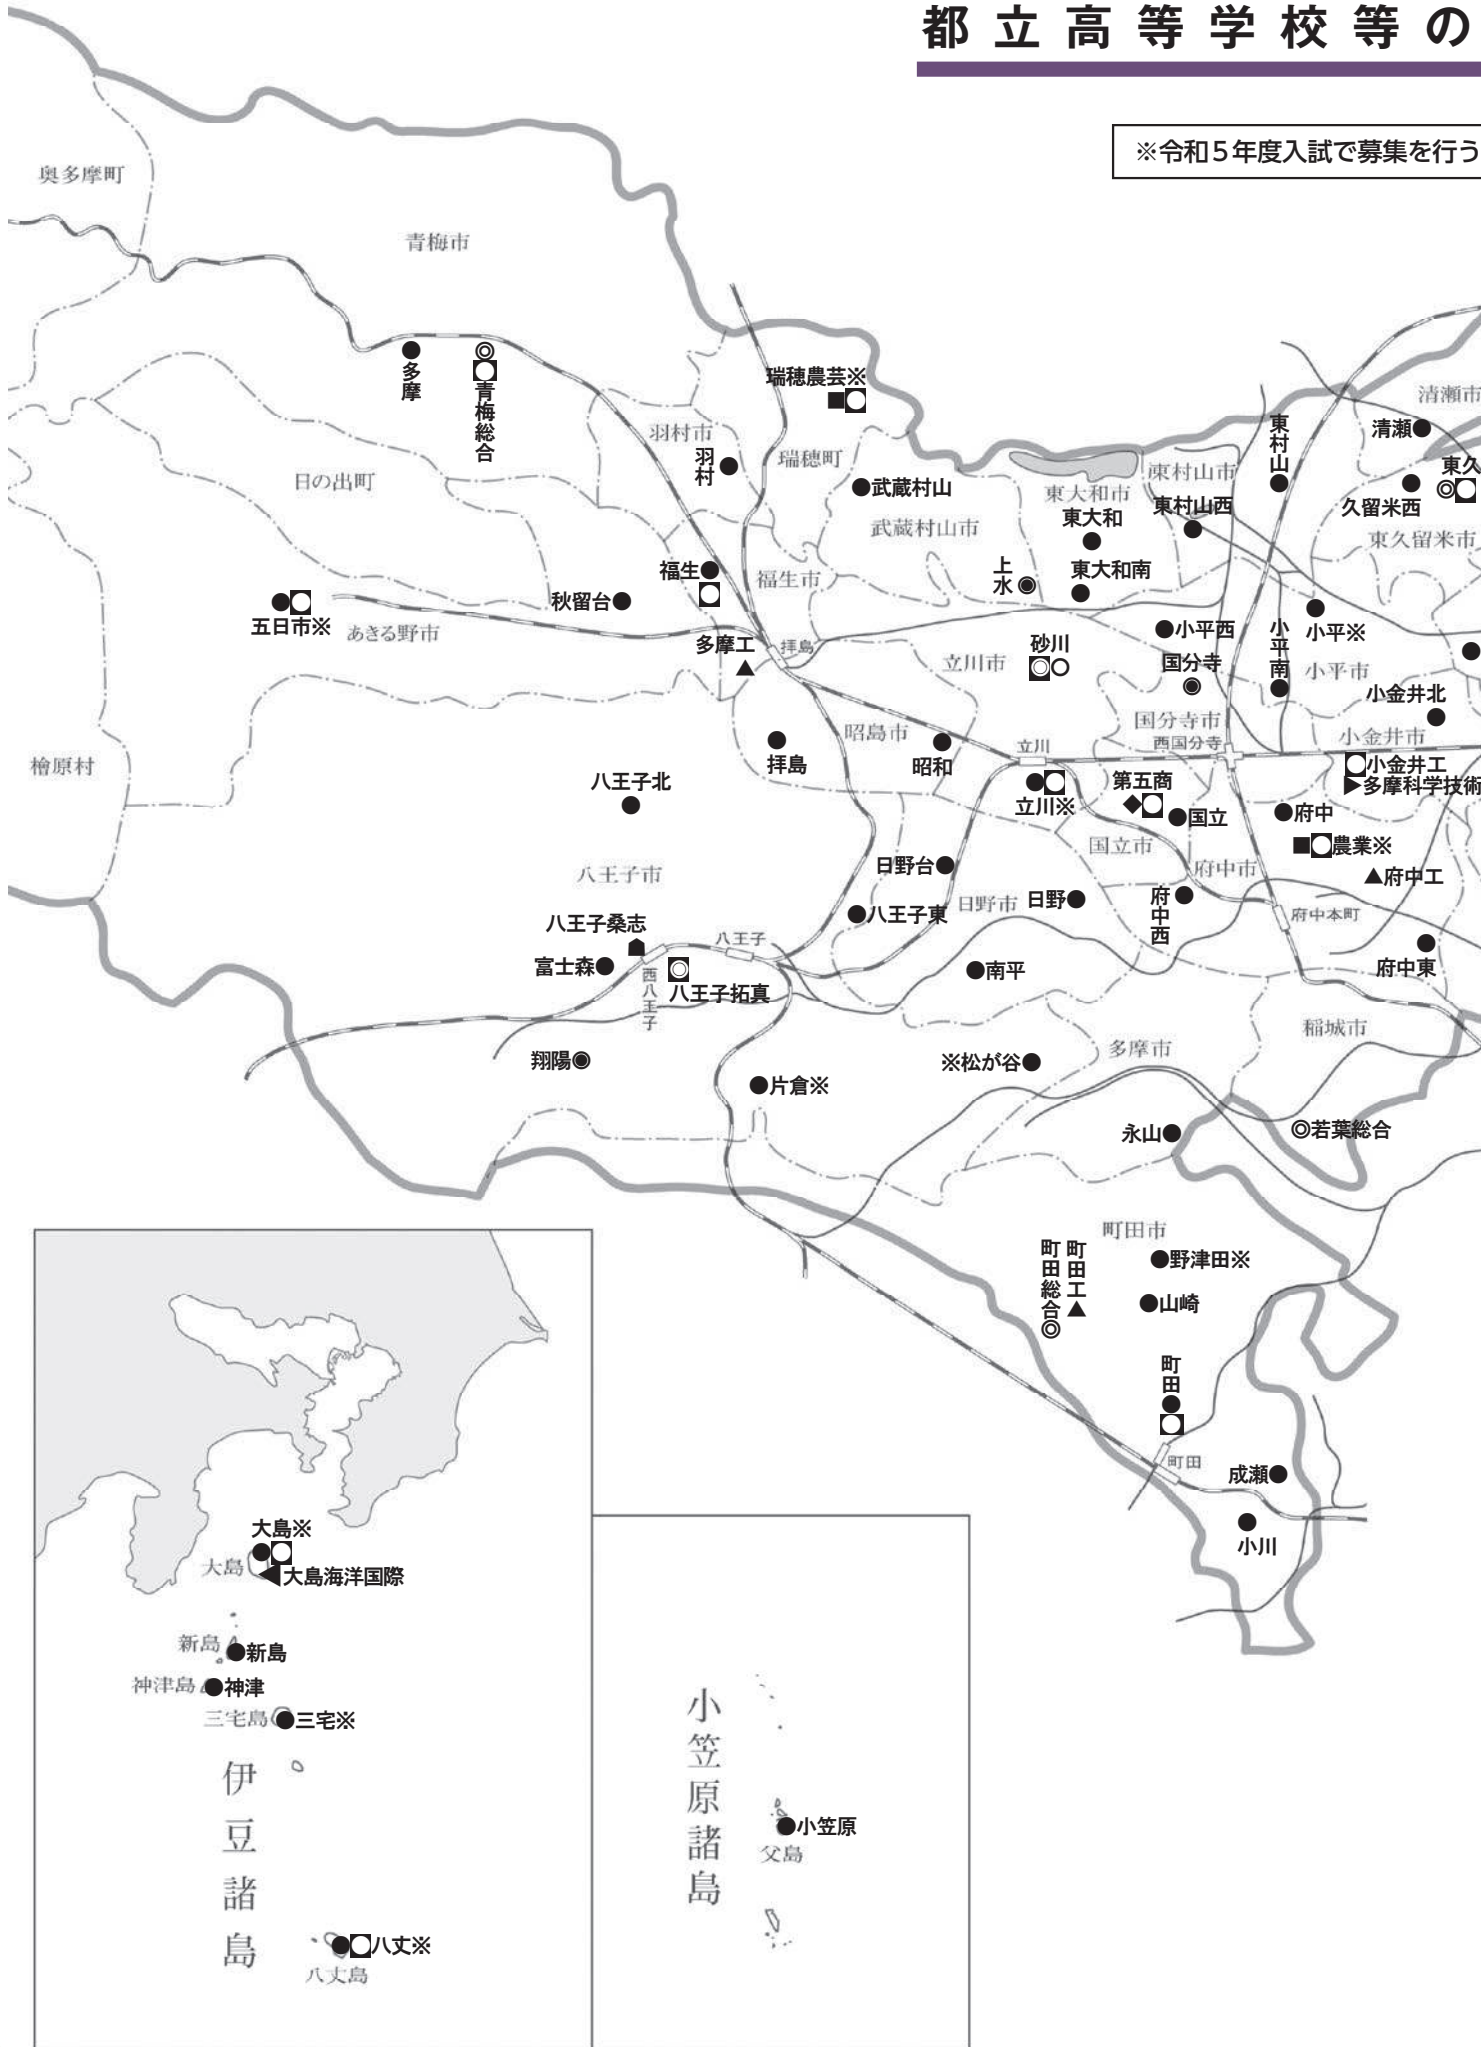 都立高等学校等の
※令和５年度入試で募集を行う
奥多摩町
青梅市
多摩
青梅総合
瑞穂農芸※
清瀬市
清瀬
羽村市
羽村
瑞穂町
東村山
東久
久留米西
東久留米市
日の出町
武蔵村山
武蔵村山市
東大和市
東大和
東村山市
東村山西
福生
福生市
上水
東大和南
五日市※
あきる野市
秋留台
多摩工
拝島
立川市
砂川
小平西
国分寺
小平南
小平※
小平市
小金井北
檜原村
拝島
昭島市
昭和
立川
国分寺市
西国分寺
小金井市
小金井工
多摩科学技術
八王子北
立川※
第五商
国立
府中
農業※
府中工
国立市
府中市
八王子市
日野台
八王子東
日野市
日野
府中西
府中本町
府中東
八王子桑志
富士森
西八王子
八王子
八王子拓真
南平
稲城市
翔陽
片倉※
※松が谷
多摩市
永山
若葉総合
町田市
町田総合
町田工
野津田※
山崎
町田
町田
成瀬
小川
大島※
大島
大島海洋国際
新島
新島
神津島
神津
三宅島
三宅※
伊豆諸島
八丈※
八丈島
小笠原諸島
小笠原
父島